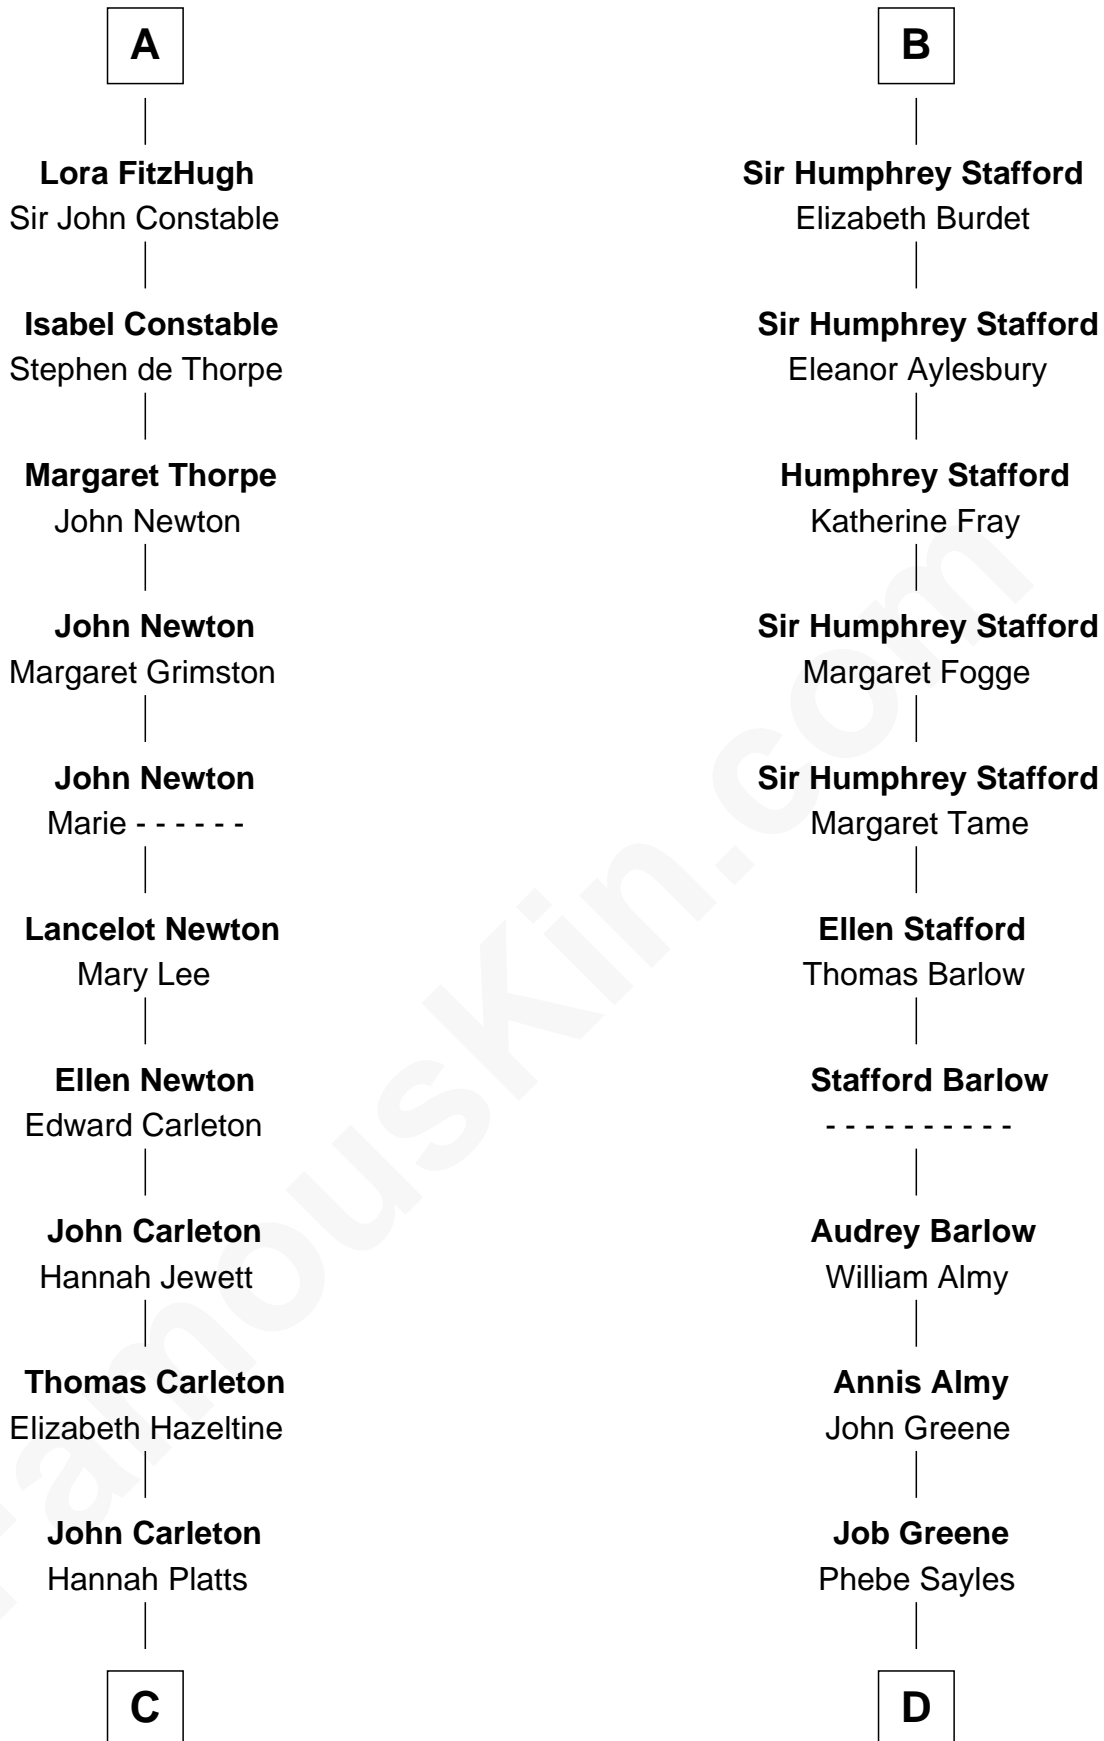 A
Lora FitzHugh
Sir John Constable
Isabel Constable
Stephen de Thorpe
Margaret Thorpe
John Newton
John Newton
Margaret Grimston
John Newton
Marie - - - - - -
Lancelot Newton
Mary Lee
Ellen Newton
Edward Carleton
John Carleton
Hannah Jewett
Thomas Carleton
Elizabeth Hazeltine
John Carleton
Hannah Platts
C
B
Sir Humphrey Stafford
Elizabeth Burdet
Sir Humphrey Stafford
Eleanor Aylesbury
Humphrey Stafford
Katherine Fray
Sir Humphrey Stafford
Margaret Fogge
Sir Humphrey Stafford
Margaret Tame
Ellen Stafford
Thomas Barlow
Stafford Barlow
- - - - - - - - - -
Audrey Barlow
William Almy
Annis Almy
John Greene
Job Greene
Phebe Sayles
D
FamousKin.com